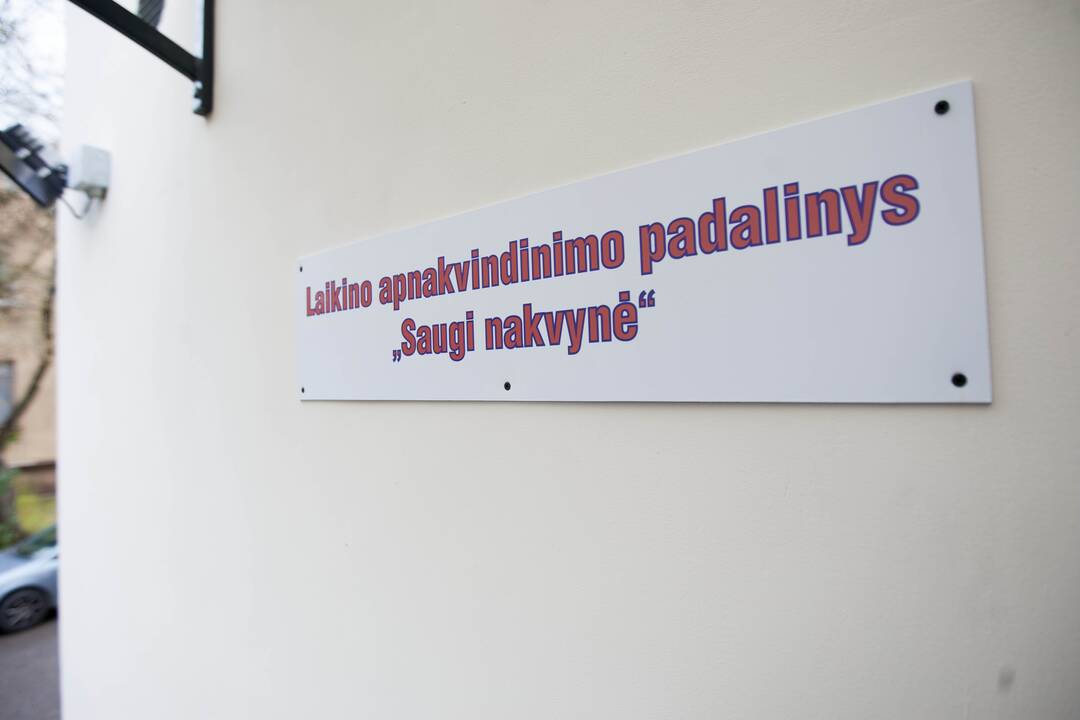 Laikino apnakvindinimo padalinys
„Saugi nakvynė“